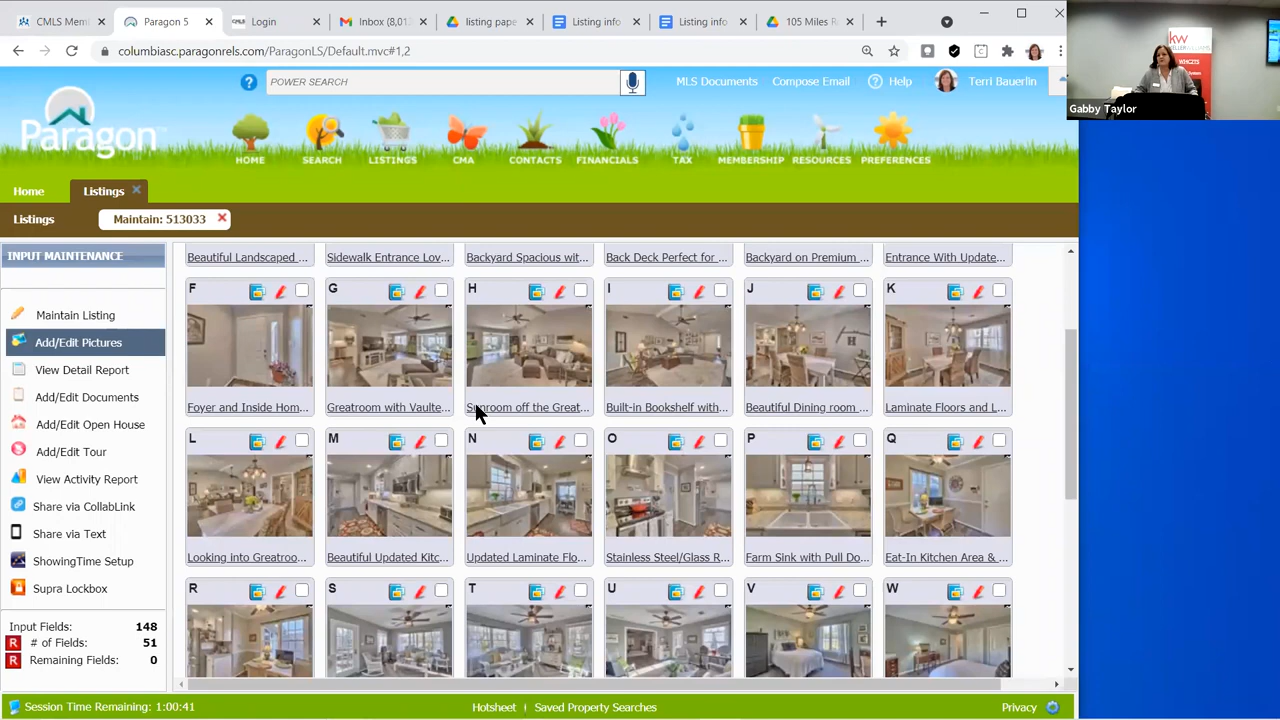 CMLS Mem
Paragon 5
Login
Inbox (8,01
listing pape
Listing info
Listing info
105 Miles R
columbiasc.paragonrels.com/ParagonLS/Default.mvc#1,2
kw
KELLER WILLIAMS
Gabby Taylor
Paragon
POWER SEARCH
MLS Documents
Compose Email
Help
Terri Bauerlin
HOME
SEARCH
LISTINGS
CMA
CONTACTS
FINANCIALS
TAX
MEMBERSHIP
RESOURCES
PREFERENCES
Home
Listings
Listings
Maintain: 513033
INPUT MAINTENANCE
Maintain Listing
Add/Edit Pictures
View Detail Report
Add/Edit Documents
Add/Edit Open House
Add/Edit Tour
View Activity Report
Share via CollabLink
Share via Text
ShowingTime Setup
Supra Lockbox
Input Fields: 148
R # of Fields: 51
R Remaining Fields: 0
Beautiful Landscaped ...
Sidewalk Entrance Lov...
Backyard Spacious wit...
Back Deck Perfect for ...
Backyard on Premium ...
Entrance With Update...
F
G
H
I
J
K
Foyer and Inside Hom...
Greatroom with Vaulte...
Sunroom off the Great...
Built-in Bookshelf with...
Beautiful Dining room ...
Laminate Floors and L...
L
M
N
O
P
Q
Looking into Greatroo...
Beautiful Updated Kitc...
Updated Laminate Flo...
Stainless Steel/Glass R...
Farm Sink with Pull Do...
Eat-In Kitchen Area & ...
R
S
T
U
V
W
Session Time Remaining: 1:00:41
Hotsheet
Saved Property Searches
Privacy